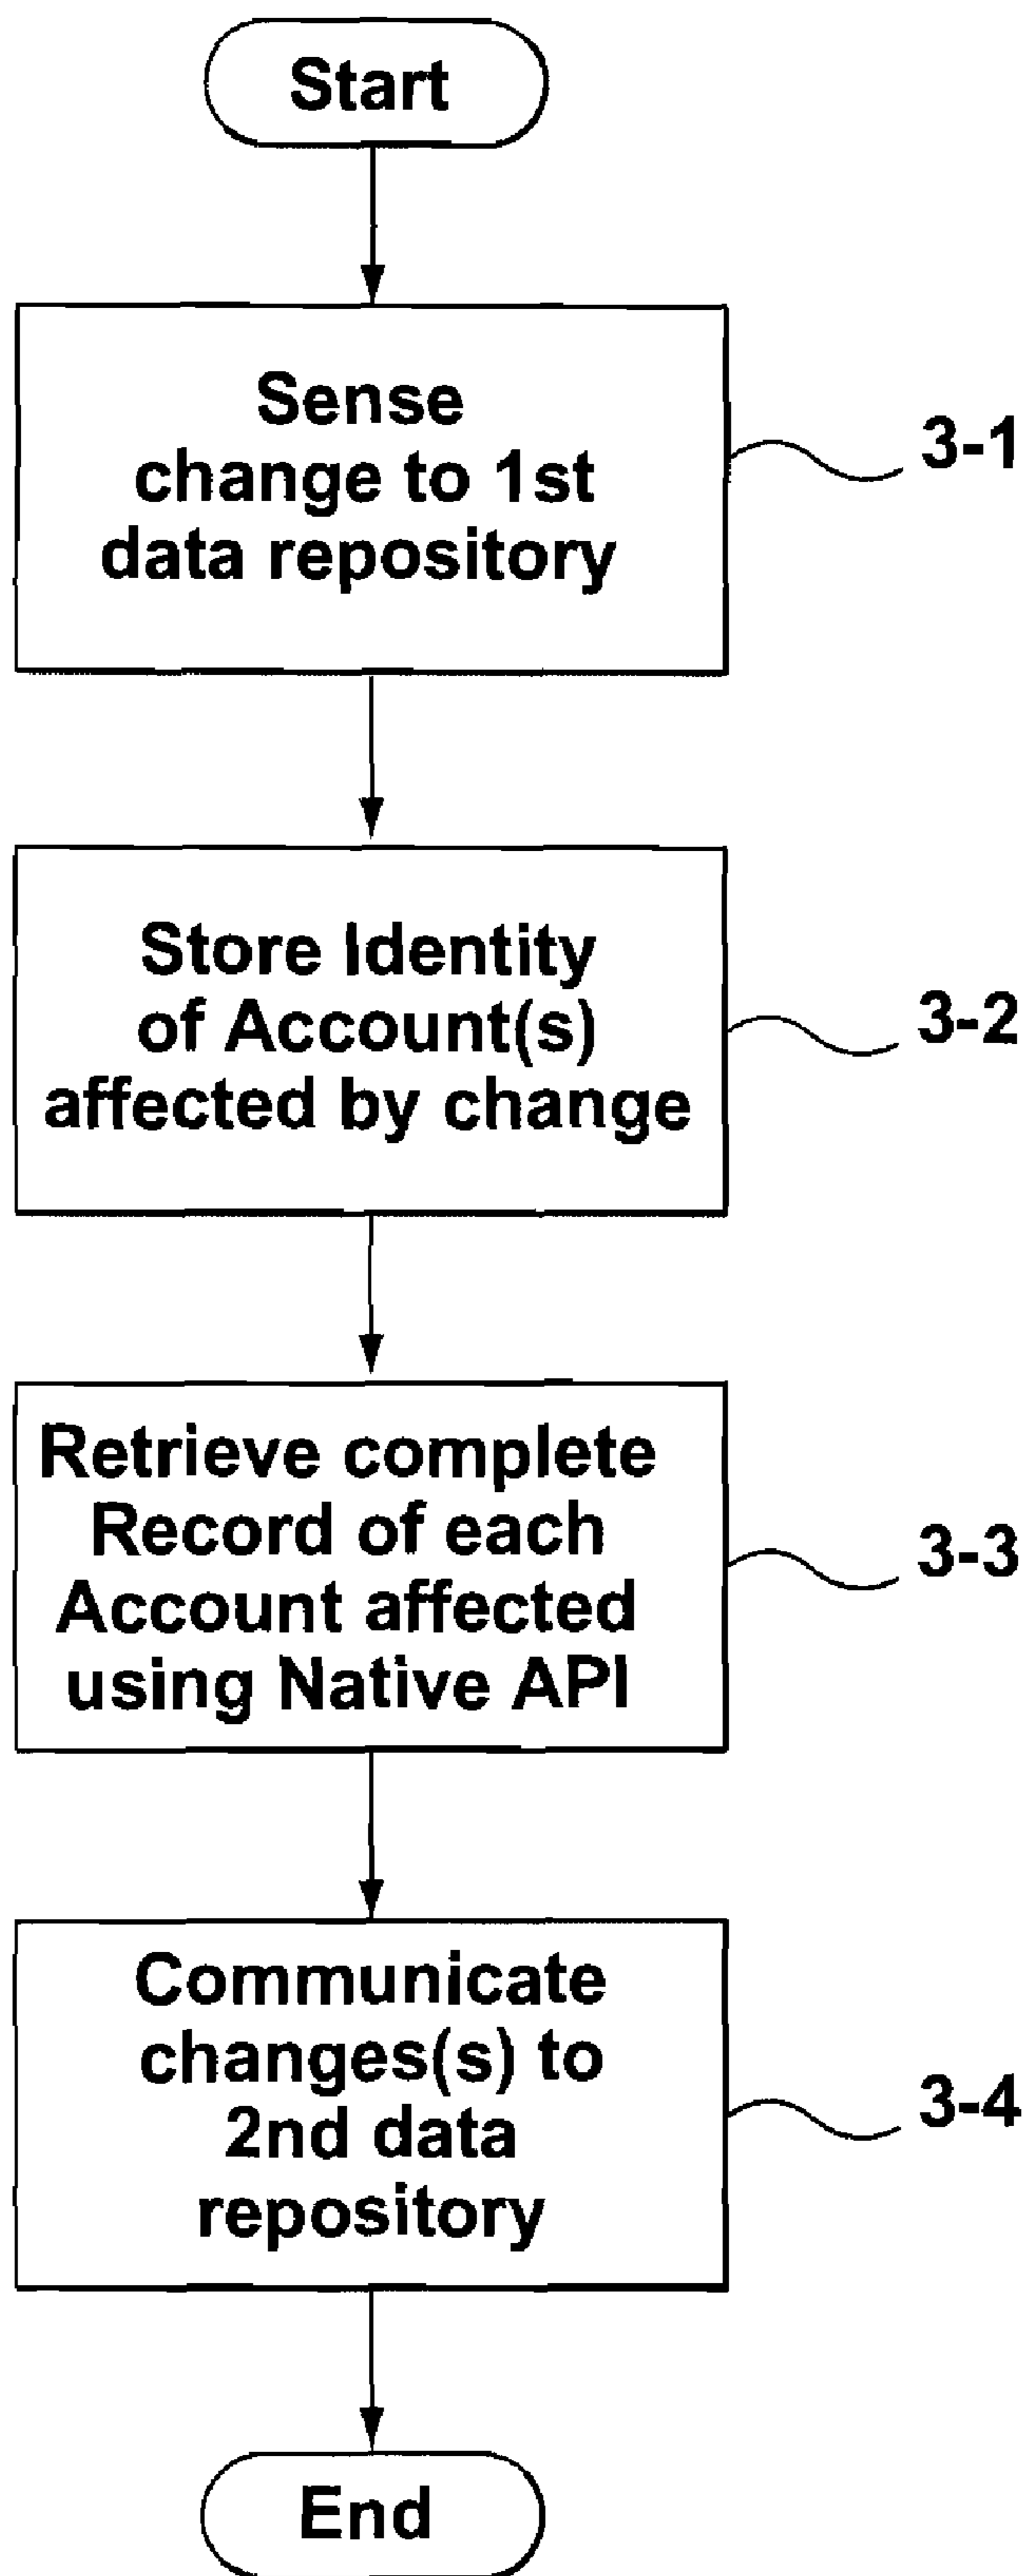 Start
Sense
change to 1st
data repository
3-1
Store Identity
of Account(s)
affected by change
3-2
Retrieve complete
Record of each
Account affected
using Native API
3-3
Communicate
changes(s) to
2nd data
repository
3-4
End